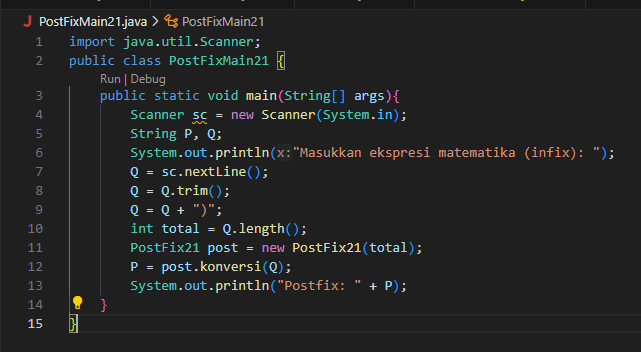 PostFixMain21.java > PostFixMain21
1 import java.util.Scanner;
2 public class PostFixMain21 {
Run | Debug
3 public static void main(String[] args){
4 Scanner sc = new Scanner(System.in);
5 String P, Q;
6 System.out.println(x:"Masukkan ekspresi matematika (infix): ");
7 Q = sc.nextLine();
8 Q = Q.trim();
9 Q = Q + ")";
10 int total = Q.length();
11 PostFix21 post = new PostFix21(total);
12 P = post.konversi(Q);
13 System.out.println("Postfix: " + P);
14 }
15 }